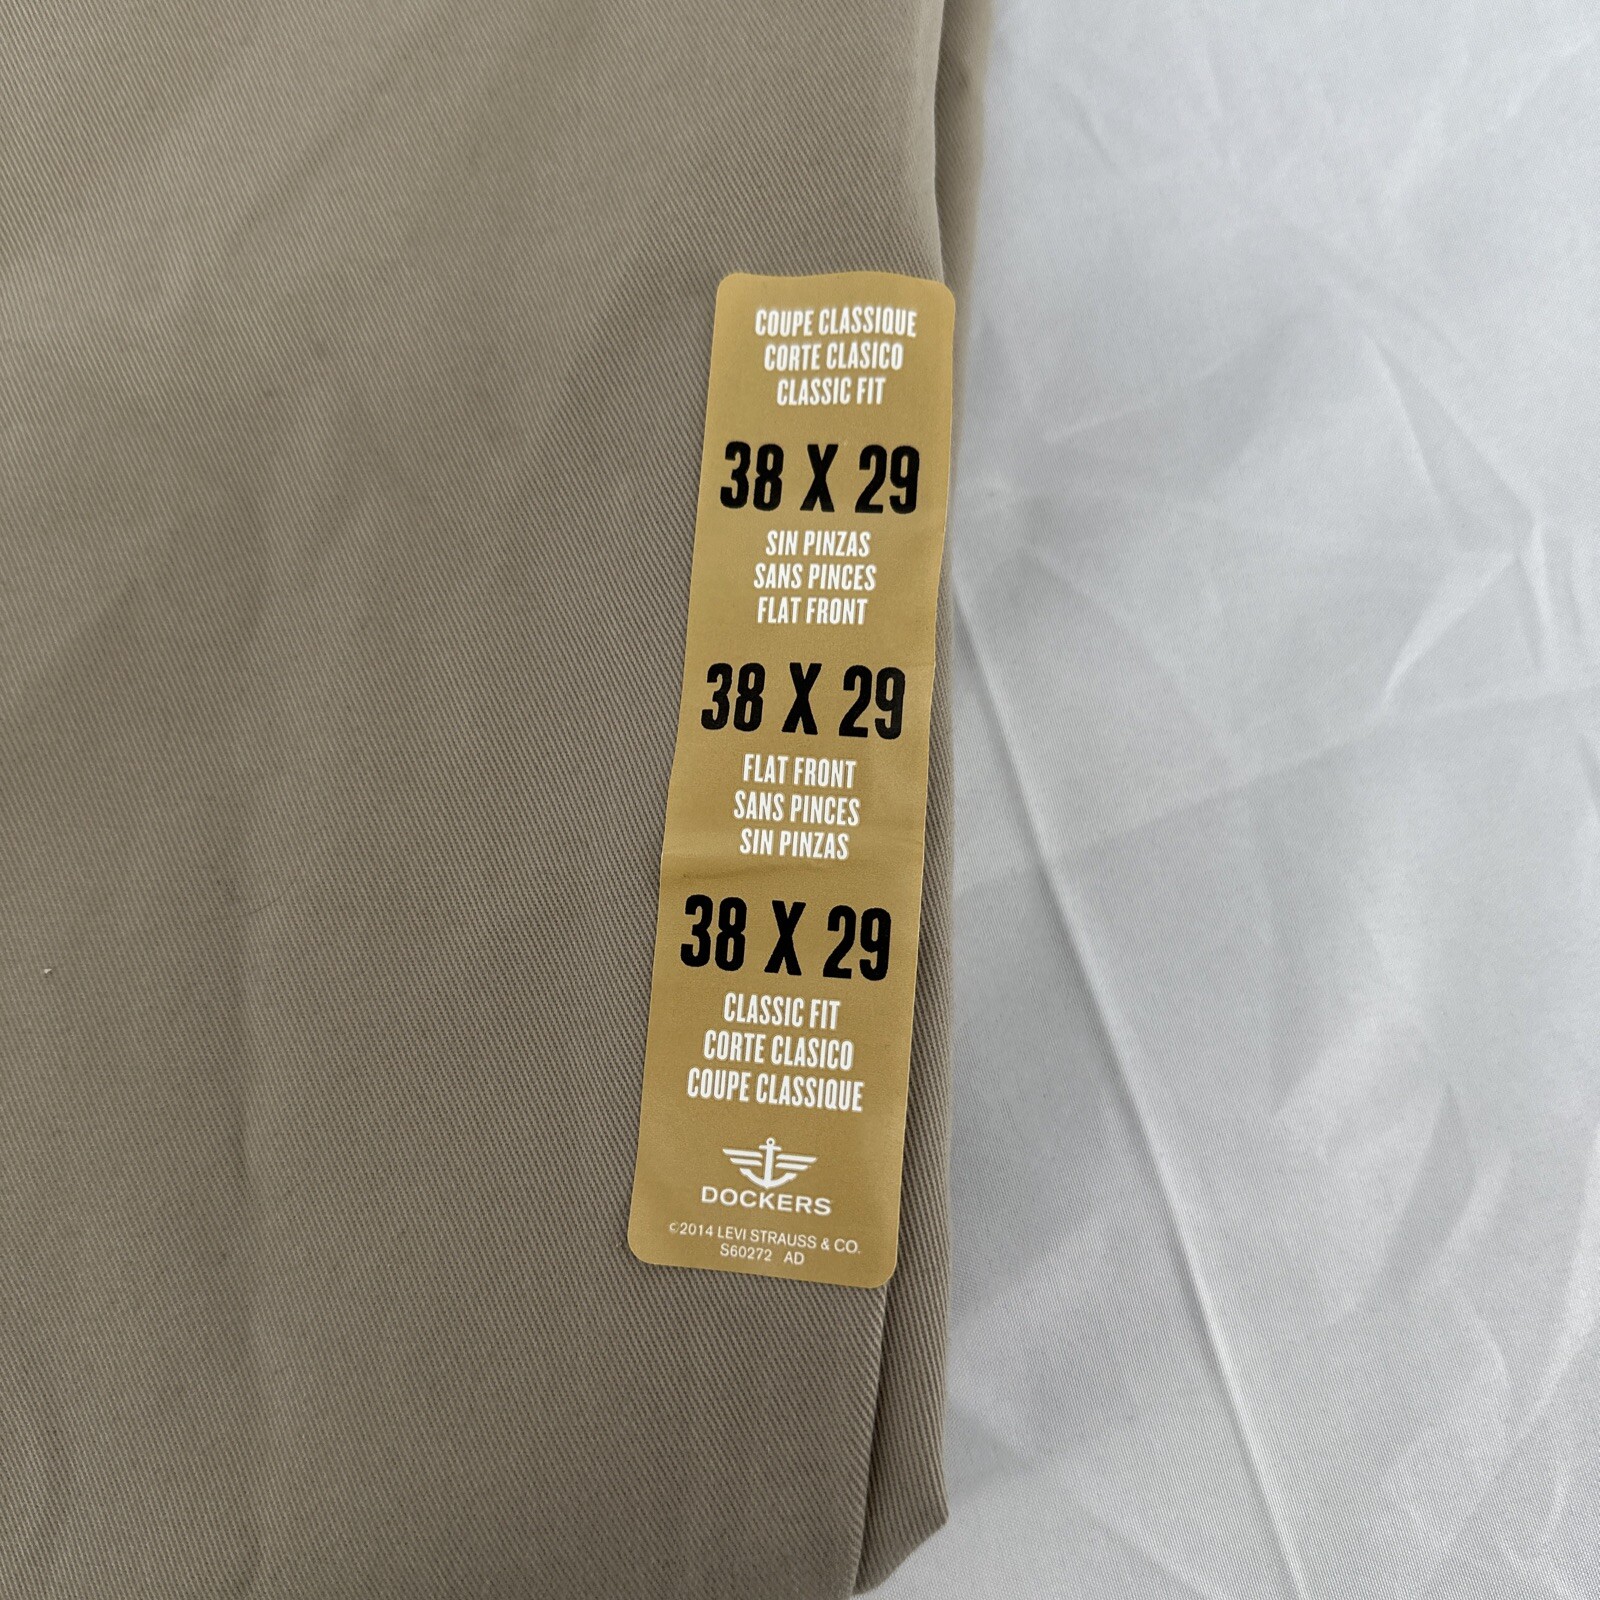 COUPE CLASSIQUE
CORTE CLASICO
CLASSIC FIT
38 X 29
SIN PINZAS
SANS PINCES
FLAT FRONT
38 X 29
FLAT FRONT
SANS PINCES
SIN PINZAS
38 X 29
CLASSIC FIT
CORTE CLASICO
COUPE CLASSIQUE
DOCKERS
©2014 LEVI STRAUSS & CO.
S60272 AD